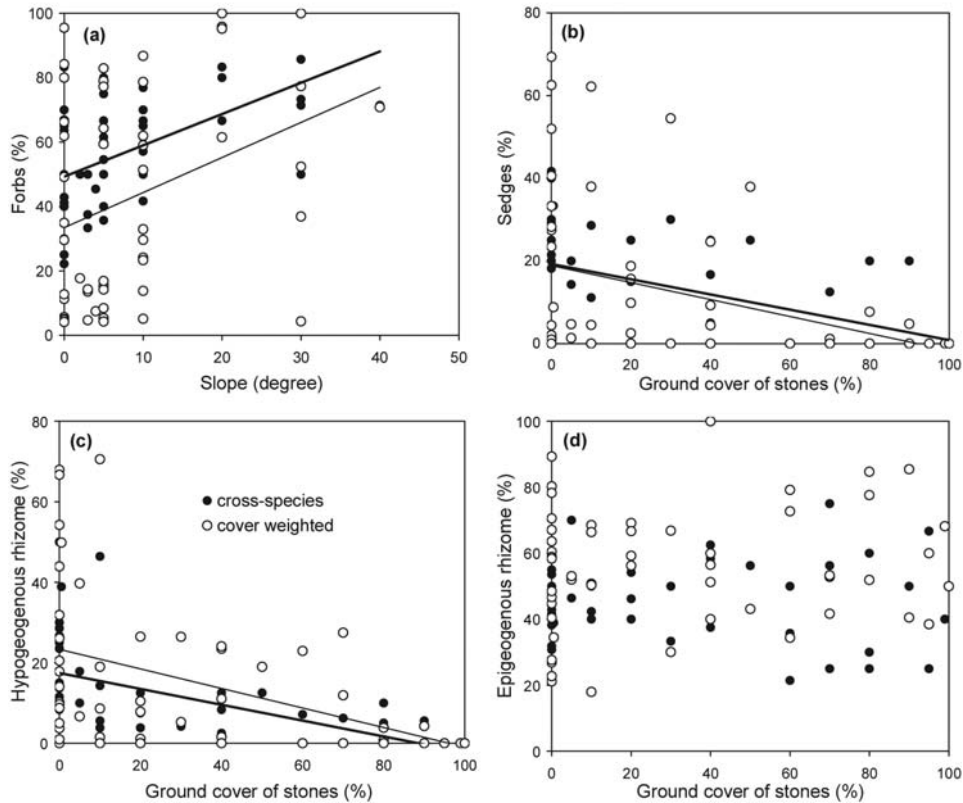 (a)
Forbs (%)
100
80
60
40
20
0
0 10 20 30 40 50
Slope (degree)
(b)
Sedges (%)
80
60
40
20
0
0 20 40 60 80 100
Ground cover of stones (%)
(c)
cross-species
cover weighted
Hypogeogenous rhizome (%)
80
60
40
20
0
0 20 40 60 80 100
Ground cover of stones (%)
(d)
Epigeogenous rhizome (%)
100
80
60
40
20
0
0 20 40 60 80 100
Ground cover of stones (%)